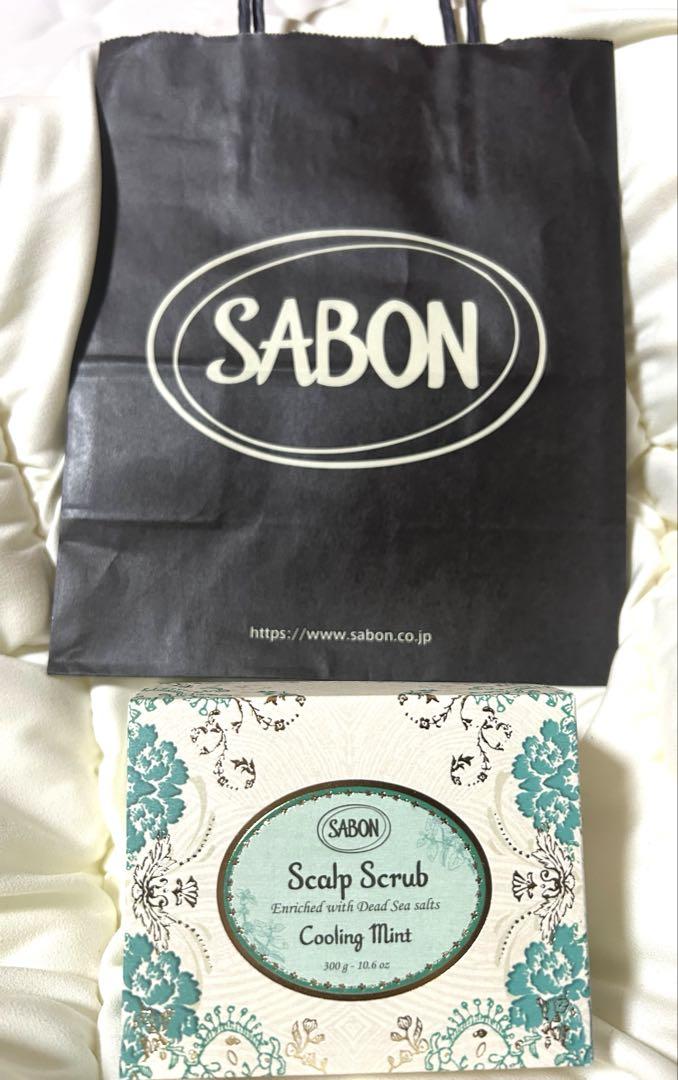 SABON
https://www.sabon.co.jp
SABON
Scalp Scrub
Enriched with Dead Sea salts
Cooling Mint
300 g - 10.6 oz